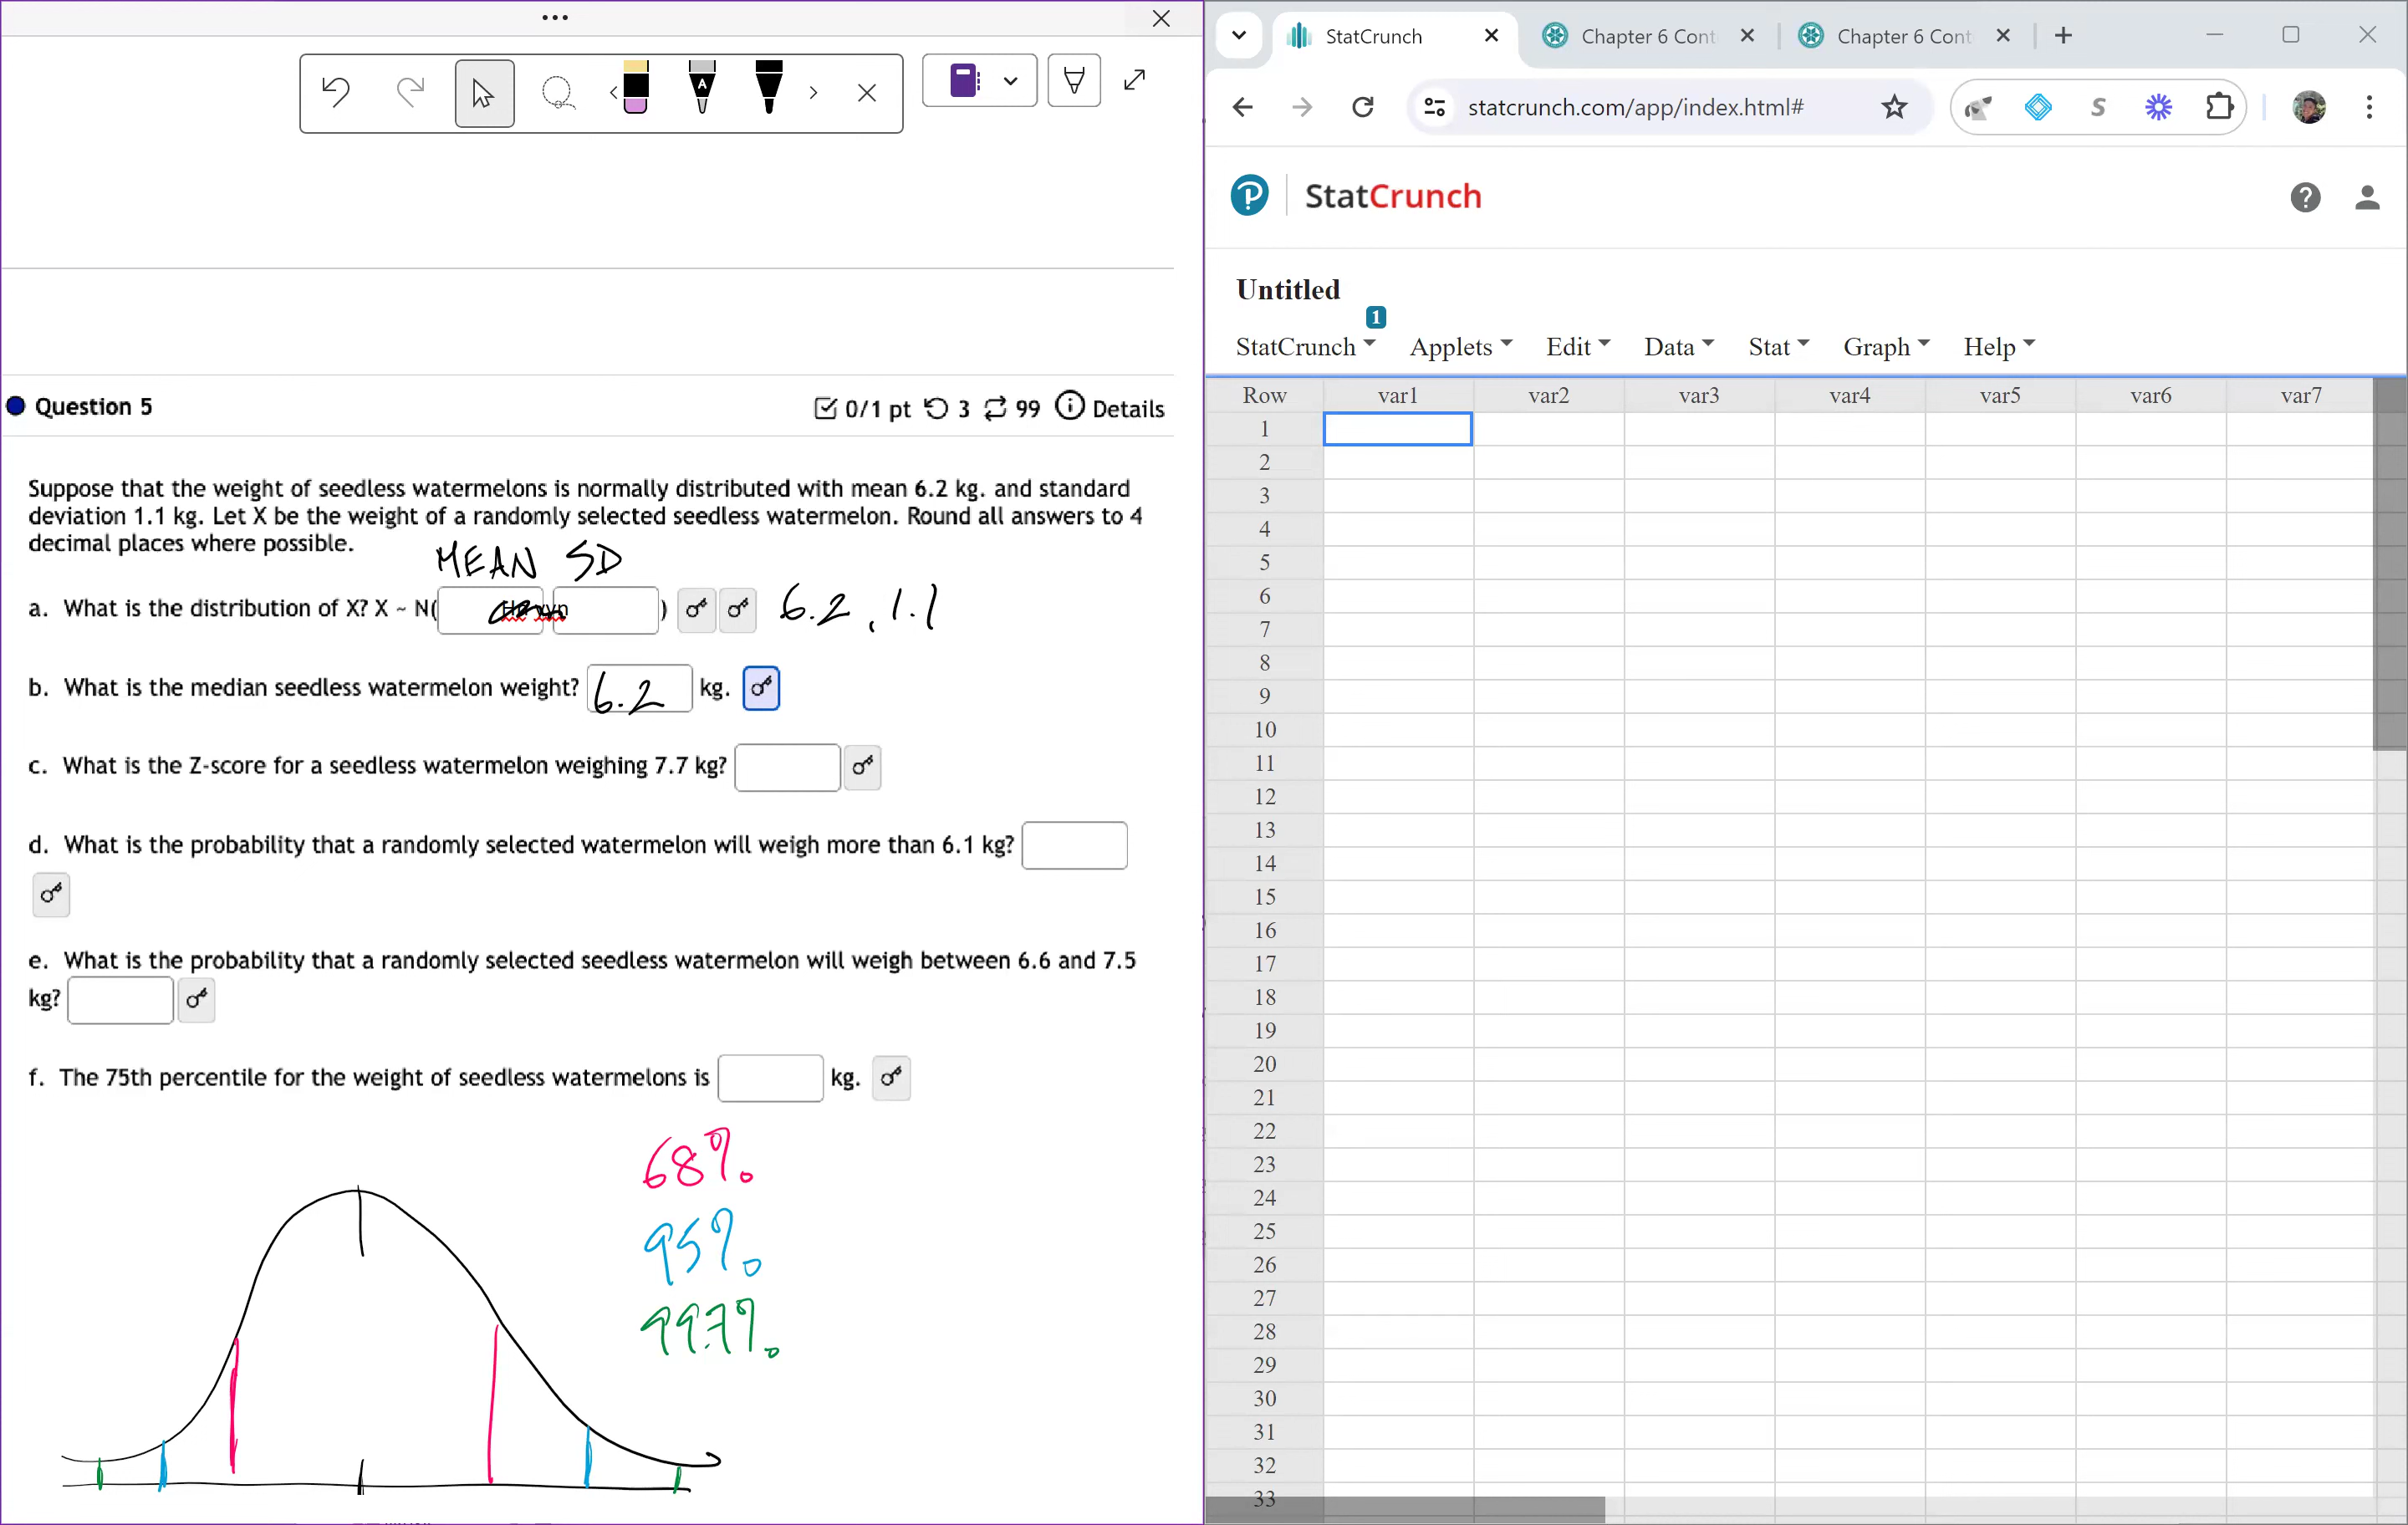 StatCrunch
Chapter 6 Cont
Chapter 6 Cont
statcrunch.com/app/index.html#
StatCrunch
Untitled
1
StatCrunch Applets Edit Data Stat Graph Help
Row var1 var2 var3 var4 var5 var6 var7
1
2
3
4
5
6
7
8
9
10
11
12
13
14
15
16
17
18
19
20
21
22
23
24
25
26
27
28
29
30
31
32
33
Question 5 0/1 pt 3 99 Details
Suppose that the weight of seedless watermelons is normally distributed with mean 6.2 kg. and standard
deviation 1.1 kg. Let X be the weight of a randomly selected seedless watermelon. Round all answers to 4
decimal places where possible.
MEAN SD
a. What is the distribution of X? X ~ N( ) 6.2 , 1.1
b. What is the median seedless watermelon weight? 6.2 kg.
c. What is the Z-score for a seedless watermelon weighing 7.7 kg?
d. What is the probability that a randomly selected watermelon will weigh more than 6.1 kg?
e. What is the probability that a randomly selected seedless watermelon will weigh between 6.6 and 7.5
kg?
f. The 75th percentile for the weight of seedless watermelons is kg.
68%
95%
99.7%